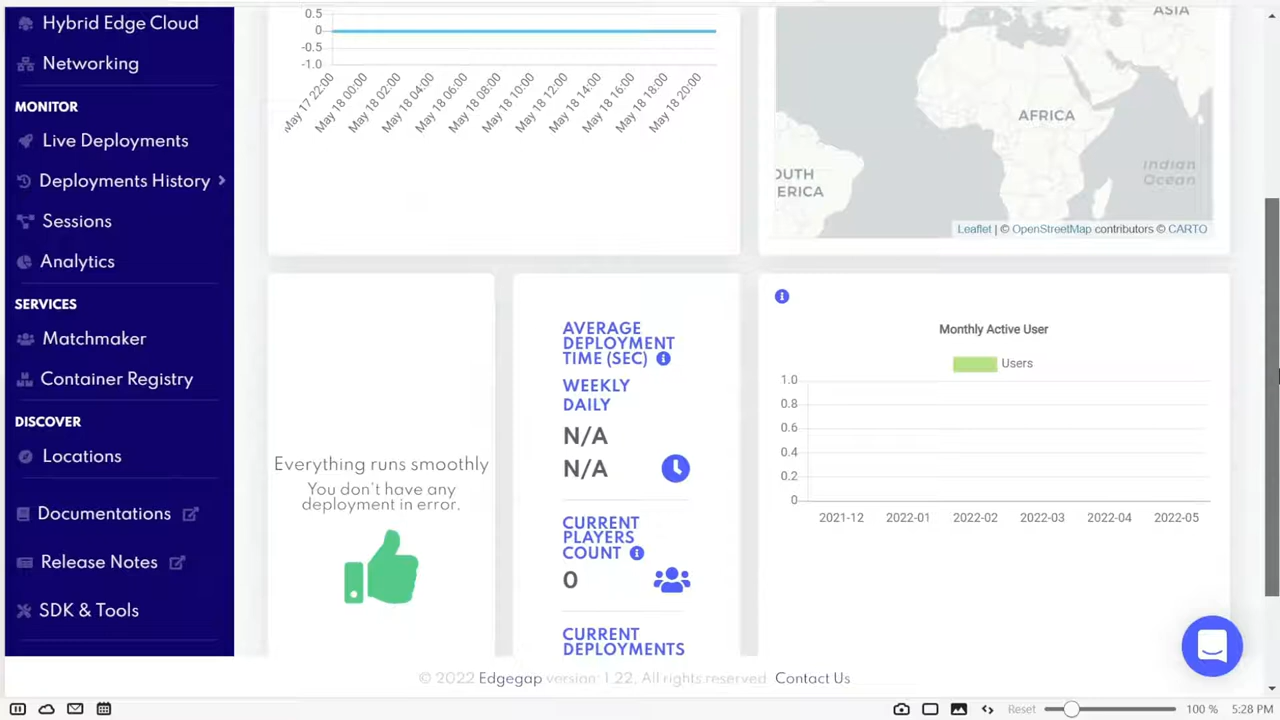 Hybrid Edge Cloud
Networking
MONITOR
Live Deployments
Deployments History
Sessions
Analytics
SERVICES
Matchmaker
Container Registry
DISCOVER
Locations
Documentations
Release Notes
SDK & Tools
0.5
0
-0.5
-1.0
May 17 22:00
May 18 00:00
May 18 02:00
May 18 04:00
May 18 06:00
May 18 08:00
May 18 10:00
May 18 12:00
May 18 14:00
May 18 16:00
May 18 18:00
May 18 20:00
ASIA
AFRICA
OUTH
ERICA
Indian
Ocean
Leaflet | © OpenStreetMap contributors © CARTO
Everything runs smoothly
You don't have any
deployment in error.
AVERAGE
DEPLOYMENT
TIME (SEC)
WEEKLY
DAILY
N/A
N/A
CURRENT
PLAYERS
COUNT
0
CURRENT
DEPLOYMENTS
Monthly Active User
Users
1.0
0.8
0.6
0.4
0.2
0
2021-12 2022-01 2022-02 2022-03 2022-04 2022-05
© 2022 Edgegap version: 1.22, All rights reserved Contact Us
Reset 100 % 5:28 PM